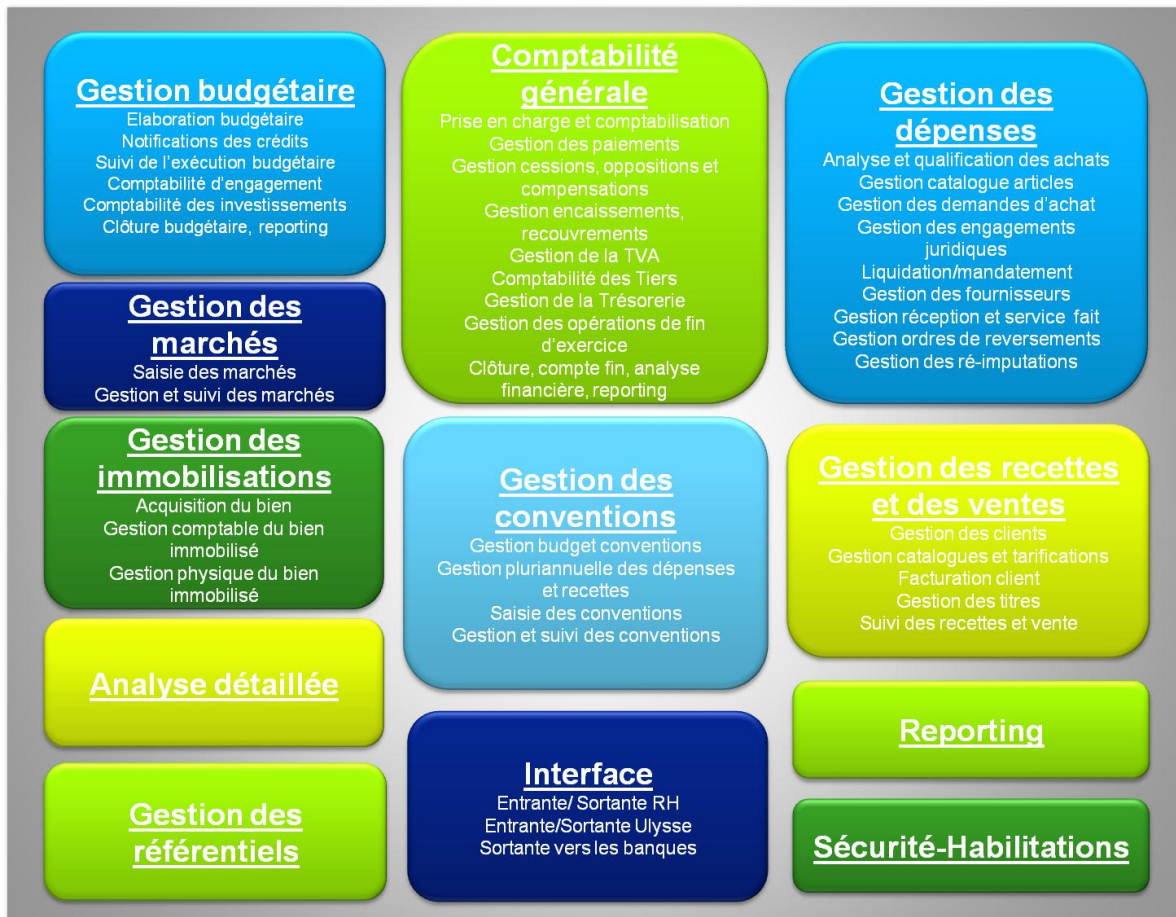 Gestion budgétaire
Elaboration budgétaire
Notifications des crédits
Suivi de l'exécution budgétaire
Comptabilité d'engagement
Comptabilité des investissements
Clôture budgétaire, reporting
Gestion des
marchés
Saisie des marchés
Gestion et suivi des marchés
Gestion des
immobilisations
Acquisition du bien
Gestion comptable du bien
immobilisé
Gestion physique du bien
immobilisé
Analyse détaillée
Gestion des
référentiels
Comptabilité
générale
Prise en charge et comptabilisation
Gestion des paiements
Gestion cessions, oppositions et
compensations
Gestion encaissements,
recouvrements
Gestion de la TVA
Comptabilité des Tiers
Gestion de la Trésorerie
Gestion des opérations de fin
d'exercice
Clôture, compte fin, analyse
financière, reporting
Gestion des
conventions
Gestion budget conventions
Gestion pluriannuelle des dépenses
et recettes
Saisie des conventions
Gestion et suivi des conventions
Interface
Entrante/ Sortante RH
Entrante/Sortante Ulysse
Sortante vers les banques
Gestion des
dépenses
Analyse et qualification des achats
Gestion catalogue articles
Gestion des demandes d'achat
Gestion des engagements
juridiques
Liquidation/mandatement
Gestion des fournisseurs
Gestion réception et service fait
Gestion ordres de reversements
Gestion des ré-imputations
Gestion des recettes
et des ventes
Gestion des clients
Gestion catalogues et tarifications
Facturation client
Gestion des titres
Suivi des recettes et vente
Reporting
Sécurité-Habilitations